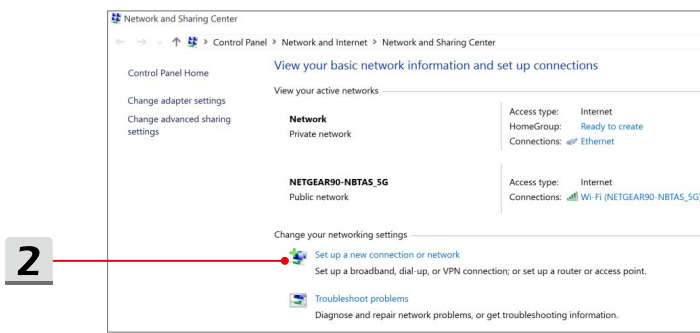 Network and Sharing Center
Control Panel > Network and Internet > Network and Sharing Center
Control Panel Home
Change adapter settings
Change advanced sharing
settings
View your basic network information and set up connections
View your active networks
Network
Private network
Access type: Internet
HomeGroup: Ready to create
Connections: Ethernet
NETGEAR90-NBTAS_5G
Public network
Access type: Internet
Connections: Wi-Fi (NETGEAR90-NBTAS_5G)
Change your networking settings
2
Set up a new connection or network
Set up a broadband, dial-up, or VPN connection; or set up a router or access point.
Troubleshoot problems
Diagnose and repair network problems, or get troubleshooting information.